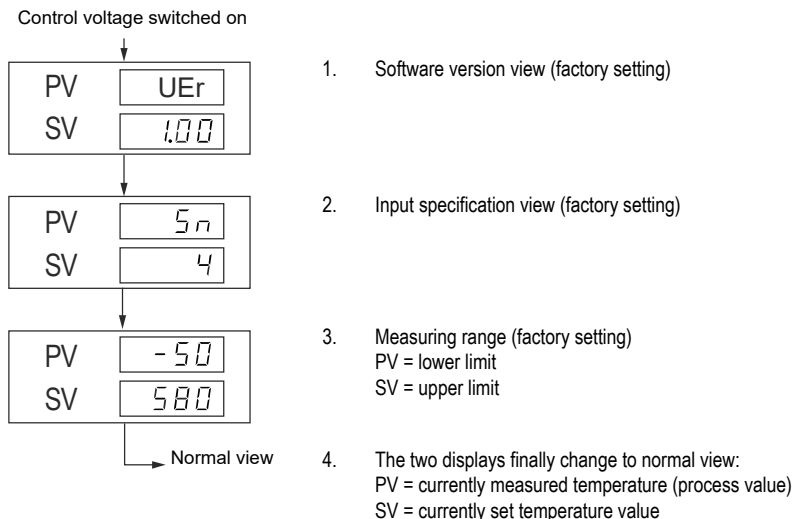 Control voltage switched on
PV UEr
SV 1.00
1. Software version view (factory setting)
PV Sn
SV 4
2. Input specification view (factory setting)
PV -50
SV 580
3. Measuring range (factory setting)
PV = lower limit
SV = upper limit
Normal view
4. The two displays finally change to normal view:
PV = currently measured temperature (process value)
SV = currently set temperature value